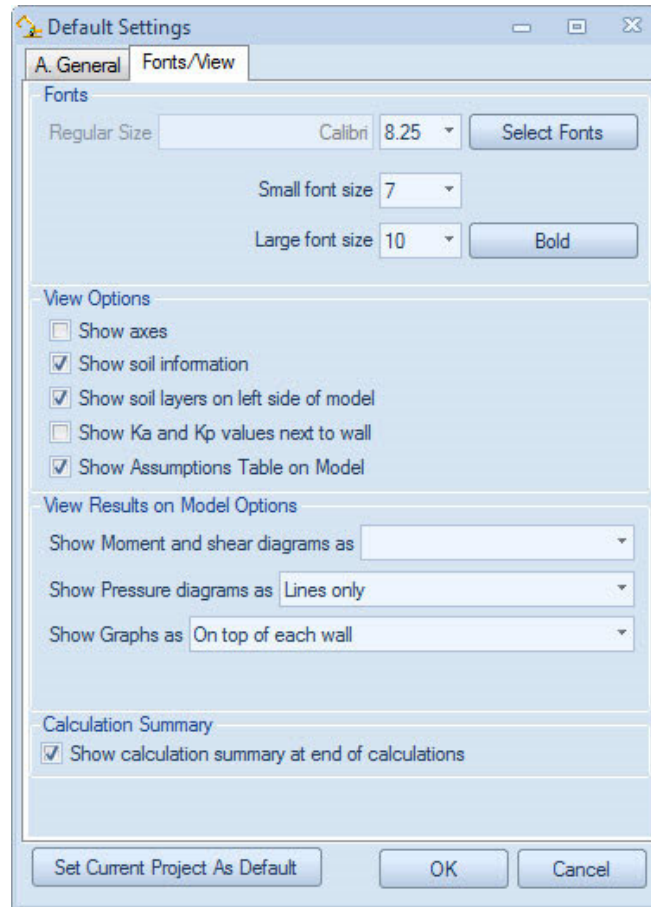 Default Settings
A. General Fonts/View
Fonts
Regular Size Calibri 8.25 Select Fonts
Small font size 7
Large font size 10 Bold
View Options
Show axes
Show soil information
Show soil layers on left side of model
Show Ka and Kp values next to wall
Show Assumptions Table on Model
View Results on Model Options
Show Moment and shear diagrams as
Show Pressure diagrams as Lines only
Show Graphs as On top of each wall
Calculation Summary
Show calculation summary at end of calculations
Set Current Project As Default OK Cancel